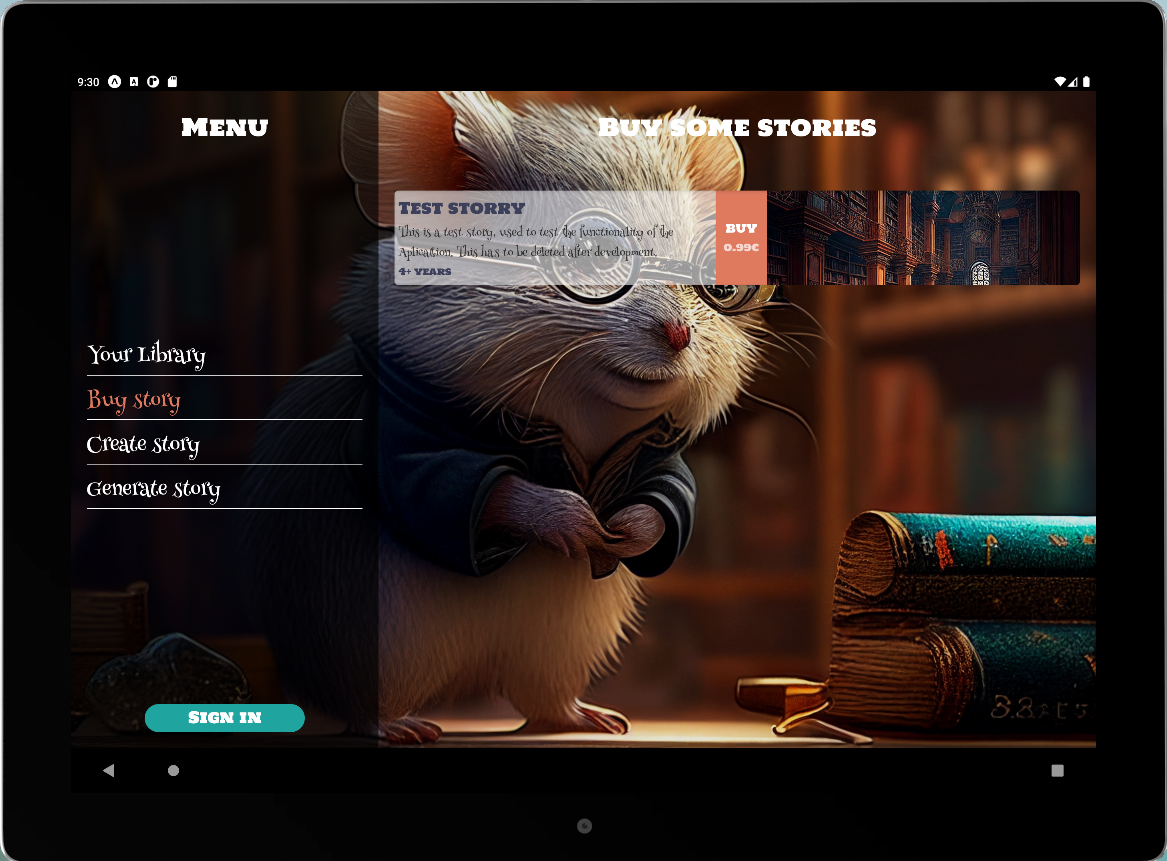 9:30
MENU
BUY SOME STORIES
TEST STORRY
This is a test story, used to test the functionality of the
Aplication. This has to be deleted after development.
4+ YEARS
BUY
0.99€
Your Library
Buy story
Create story
Generate story
SIGN IN